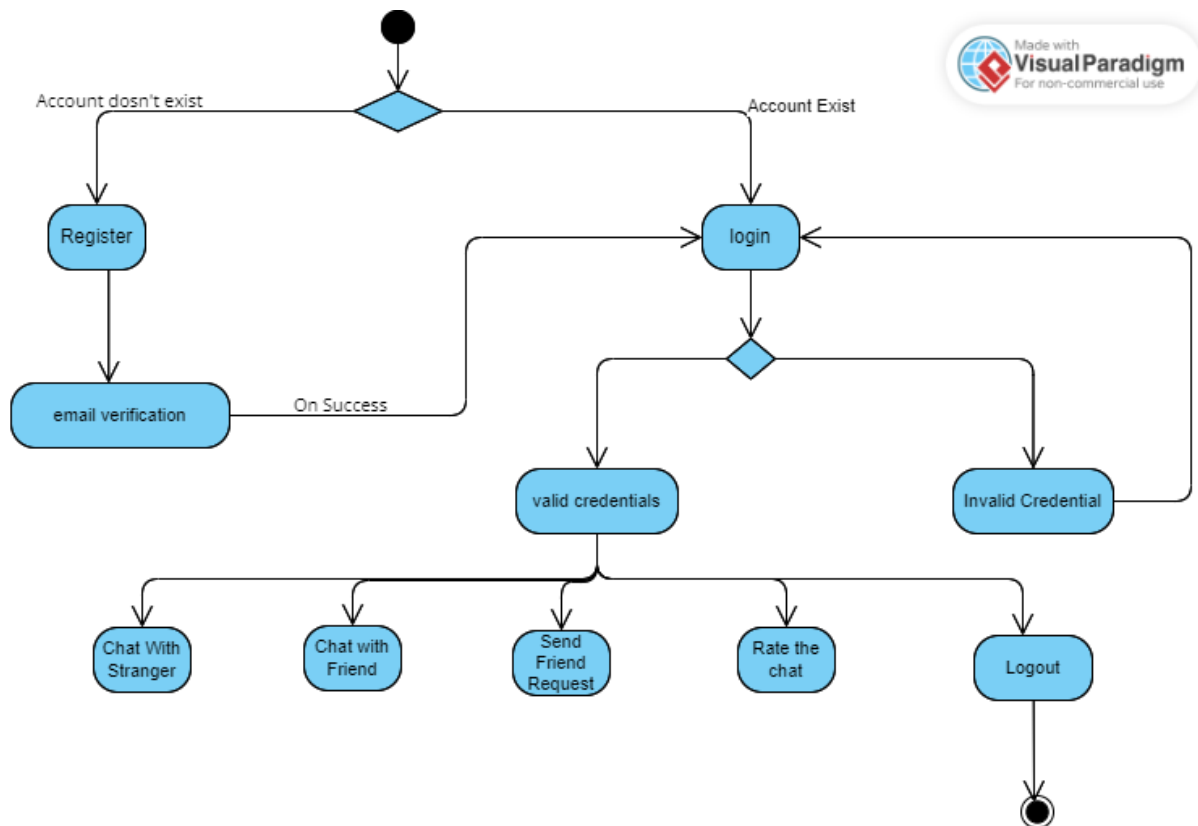 Made with
Visual Paradigm
For non-commercial use
Account dosn't exist
Account Exist
Register
login
email verification
On Success
valid credentials
Invalid Credential
Chat With
Stranger
Chat with
Friend
Send
Friend
Request
Rate the
chat
Logout